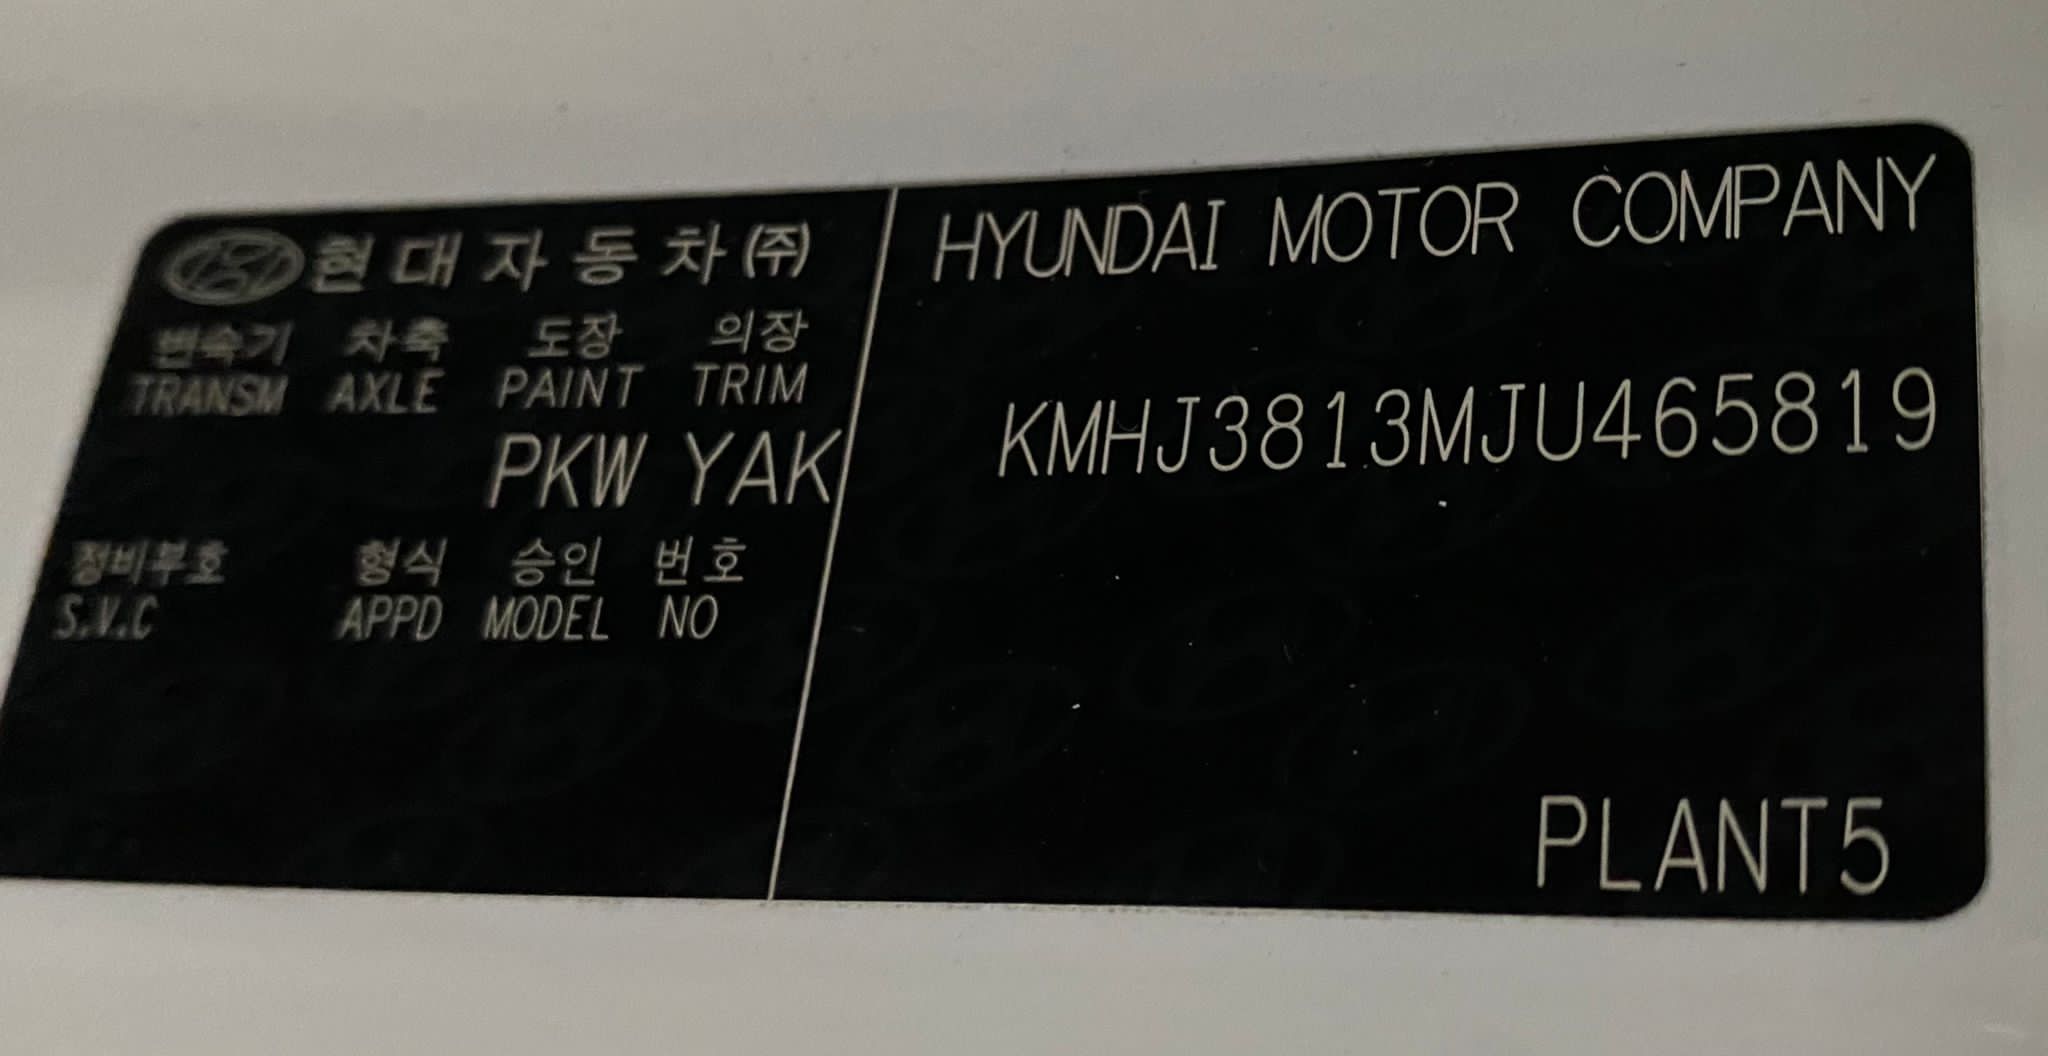 현대자동차(주)
변속기 차축 도장 의장
TRANSM AXLE PAINT TRIM
PKW YAK
정비부호 형식 승인 번호
S.V.C APPD MODEL NO
HYUNDAI MOTOR COMPANY
KMHJ3813MJU465819
PLANT5